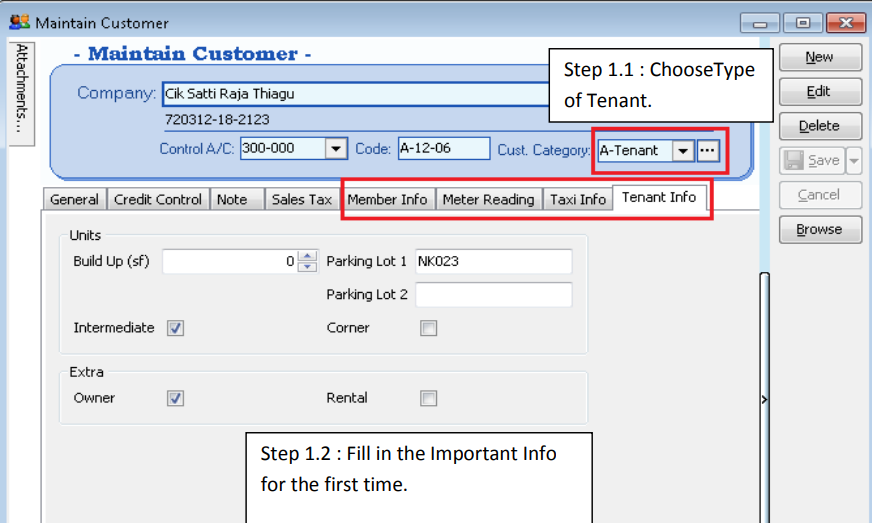 Maintain Customer
Attachments...
- Maintain Customer -
Company: Cik Satti Raja Thiagu
720312-18-2123
Control A/C: 300-000 Code: A-12-06 Cust. Category: A-Tenant ...
Step 1.1 : ChooseType
of Tenant.
New
Edit
Delete
Save
Cancel
Browse
General Credit Control Note Sales Tax Member Info Meter Reading Taxi Info Tenant Info
Units
Build Up (sf) 0 Parking Lot 1 NK023
Parking Lot 2
Intermediate Corner
Extra
Owner Rental
Step 1.2 : Fill in the Important Info
for the first time.